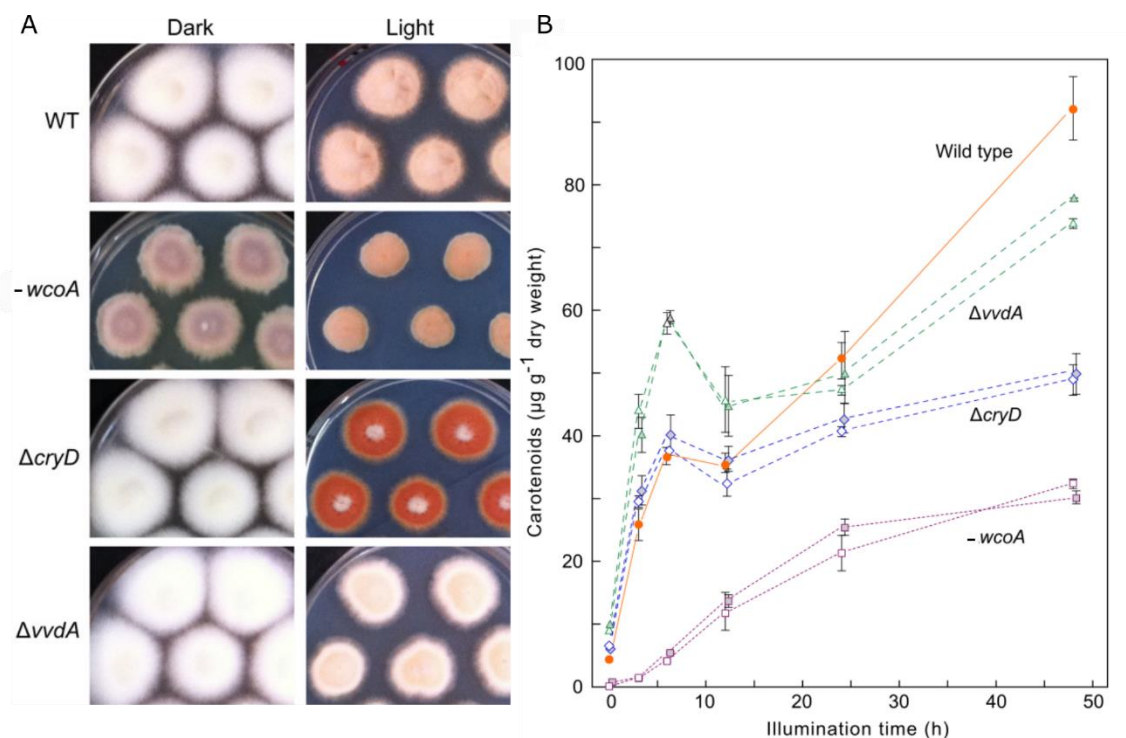 A
Dark
Light
WT
-wcoA
ΔcryD
ΔvvdA
B
100
80
60
40
20
0
Carotenoids (µg g⁻¹ dry weight)
Wild type
ΔvvdA
ΔcryD
-wcoA
0 10 20 30 40 50
Illumination time (h)